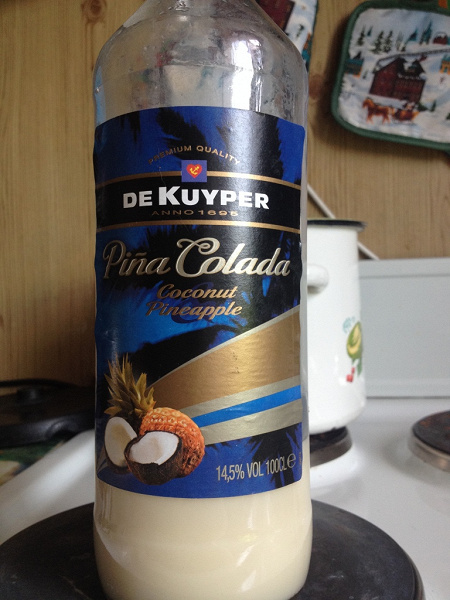 PREMIUM QUALITY
DE KUYPER
ANNO 1695
Piña Colada
Coconut
Pineapple
14,5% VOL 100CL e